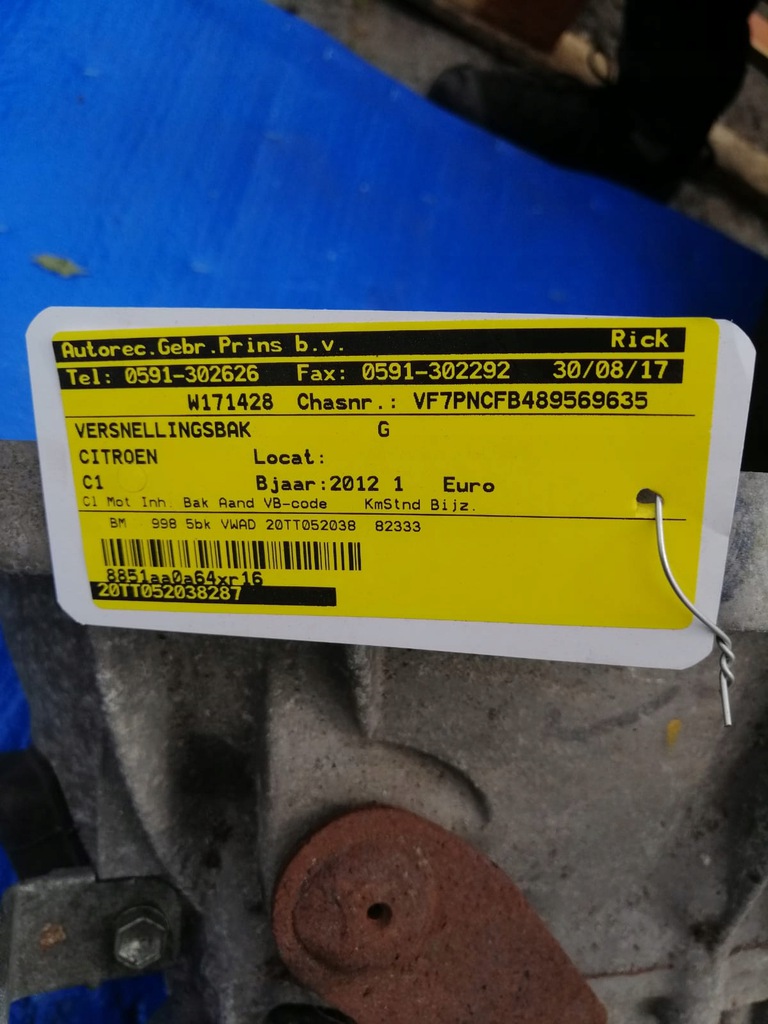 Autorec.Gebr.Prins b.v. Rick
Tel: 0591-302626 Fax: 0591-302292 30/08/17
W171428 Chasnr.: VF7PNCFB489569635
VERSNELLINGSBAK G
CITROEN Locat:
C1 Bjaar:2012 1 Euro
Cl Mot Inh. Bak Aand VB-code KmStnd Bijz.
BM 998 5bk VWAD 20TT052038 82333
8851aa0a64xr16
20TT052038287